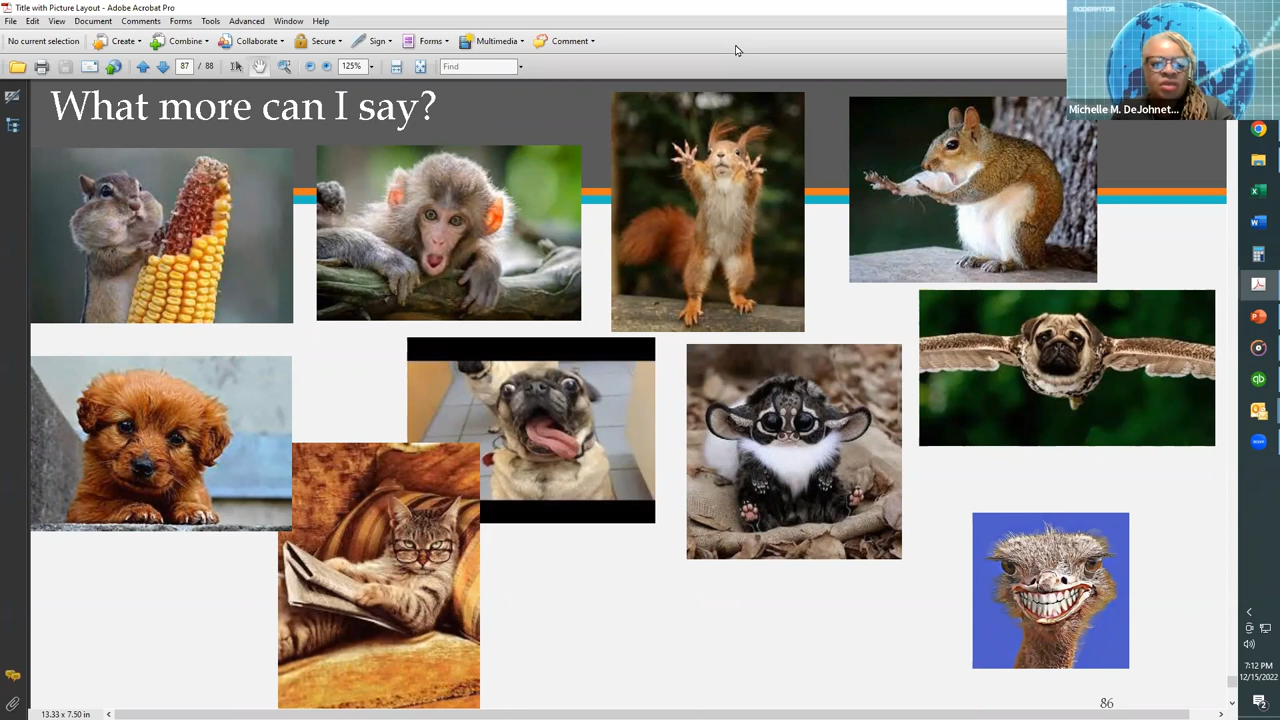 Title with Picture Layout - Adobe Acrobat Pro
File Edit View Document Comments Forms Tools Advanced Window Help
No current selection Create Combine Collaborate Secure Sign Forms Multimedia Comment
87 / 88 125% Find
MODERATOR
Michelle M. DeJohnet...
What more can I say?
86
7:12 PM
12/15/2022
13.33 x 7.50 in